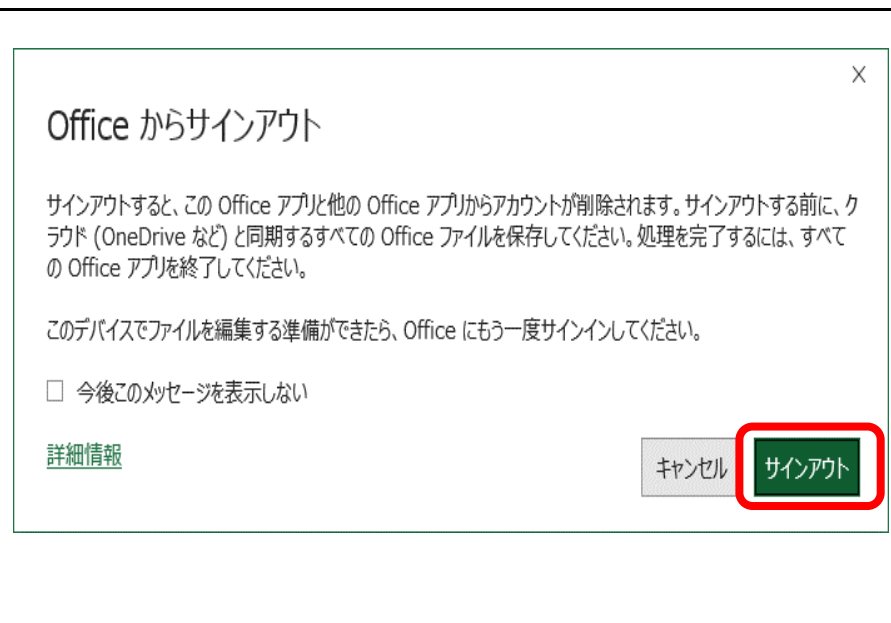 Office からサインアウト
サインアウトすると、この Office アプリと他の Office アプリからアカウントが削除されます。サインアウトする前に、ク
ラウド (OneDrive など) と同期するすべての Office ファイルを保存してください。処理を完了するには、すべて
の Office アプリを終了してください。
このデバイスでファイルを編集する準備ができたら、Office にもう一度サインインしてください。
今後このメッセージを表示しない
詳細情報
キャンセル
サインアウト